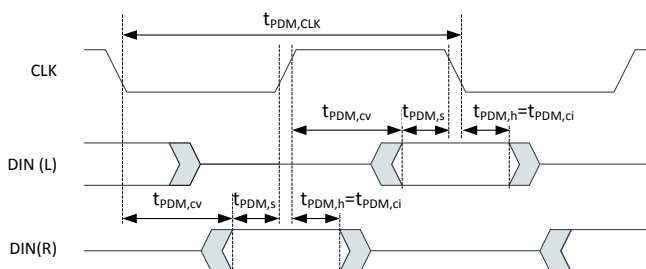 tPDM,CLK
CLK
tPDM,cv tPDM,s tPDM,h=tPDM,ci
DIN (L)
tPDM,cv tPDM,s tPDM,h=tPDM,ci
DIN(R)